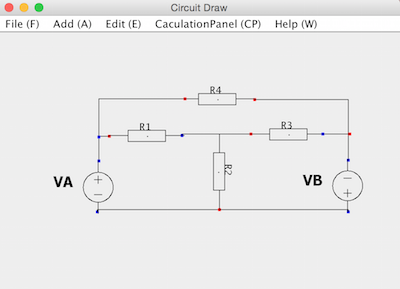 Circuit Draw
File (F) Add (A) Edit (E) CaculationPanel (CP) Help (W)
R4
R1
R3
R2
VA
VB